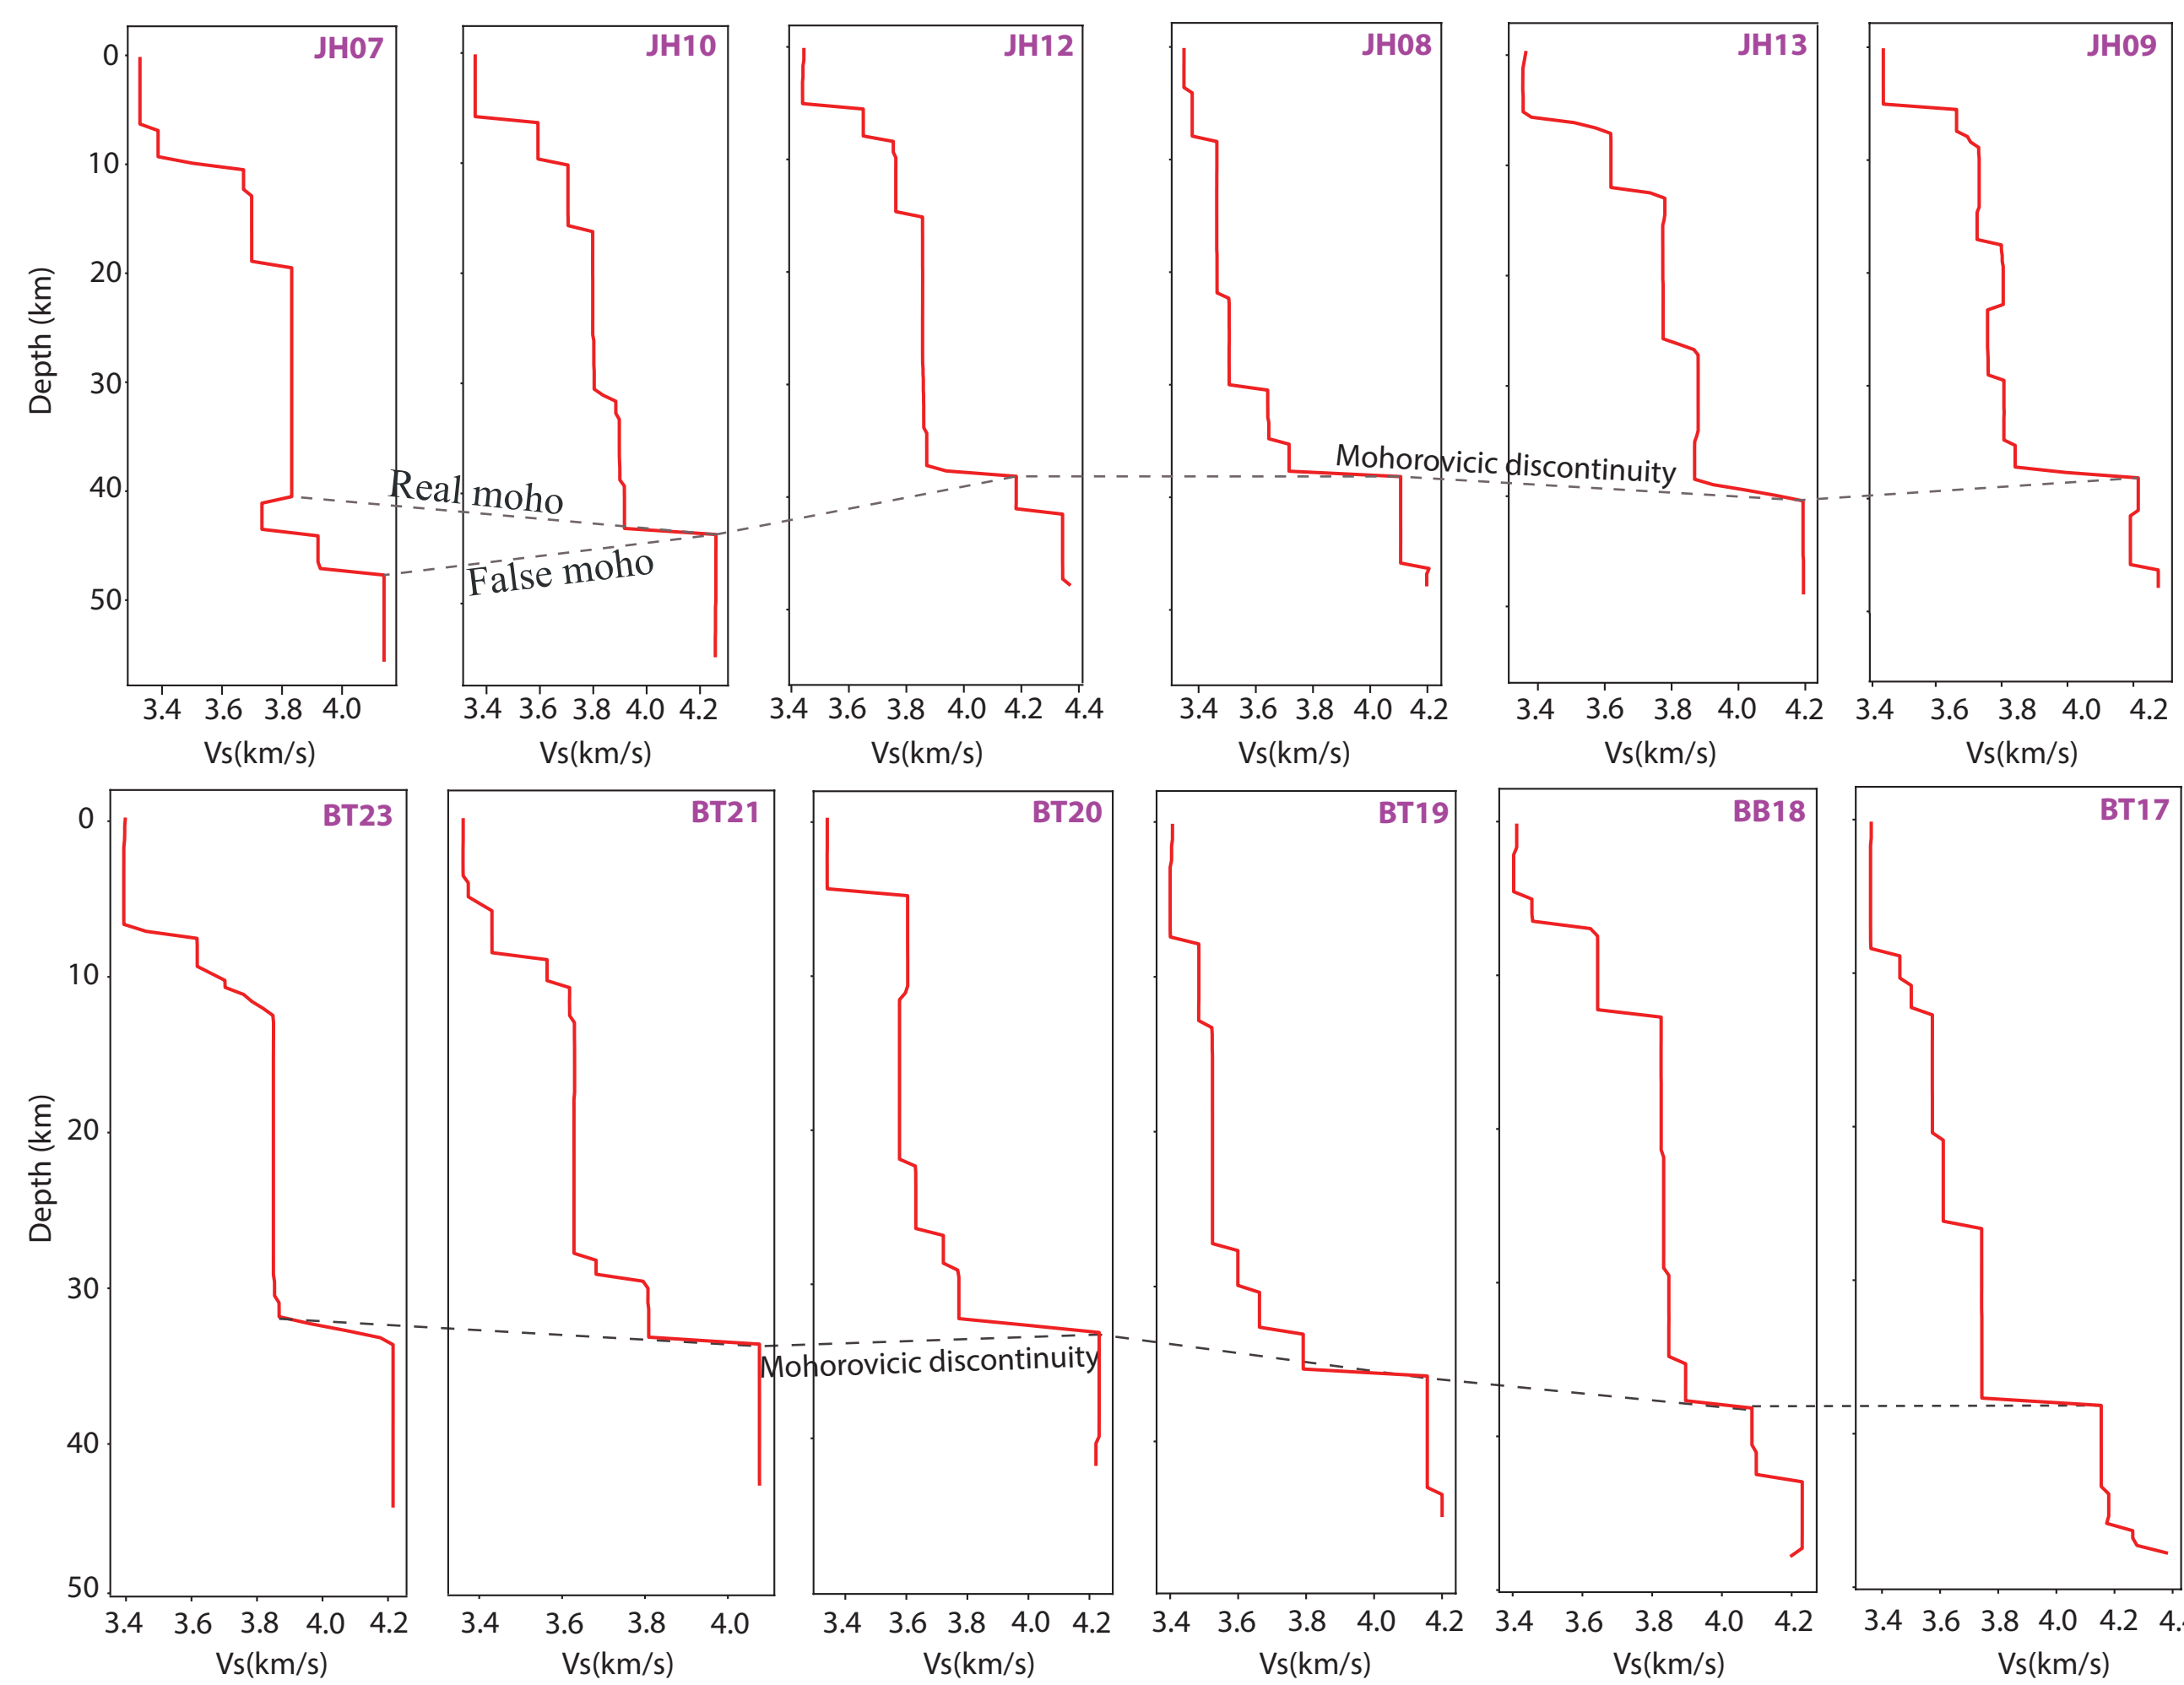 JH07 JH10 JH12 JH08 JH13 JH09
0
10
20
30
40
50
Depth (km)
Real moho
False moho
Mohorovicic discontinuity
3.4 3.6 3.8 4.0
3.4 3.6 3.8 4.0 4.2
3.4 3.6 3.8 4.0 4.2 4.4
3.4 3.6 3.8 4.0 4.2
3.4 3.6 3.8 4.0 4.2
3.4 3.6 3.8 4.0 4.2
Vs(km/s) Vs(km/s) Vs(km/s) Vs(km/s) Vs(km/s) Vs(km/s)
BT23 BT21 BT20 BT19 BB18 BT17
0
10
20
30
40
50
Depth (km)
Mohorovicic discontinuity
3.4 3.6 3.8 4.0 4.2
3.4 3.6 3.8 4.0
3.4 3.6 3.8 4.0 4.2
3.4 3.6 3.8 4.0 4.2
3.4 3.6 3.8 4.0 4.2
3.4 3.6 3.8 4.0 4.2
Vs(km/s) Vs(km/s) Vs(km/s) Vs(km/s) Vs(km/s) Vs(km/s)